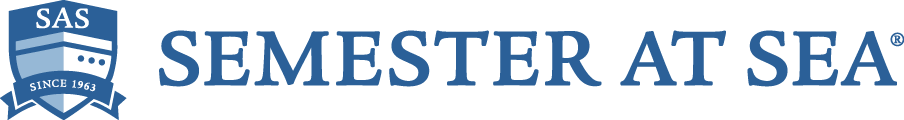 SAS
SINCE 1963
SEMESTER AT SEA®